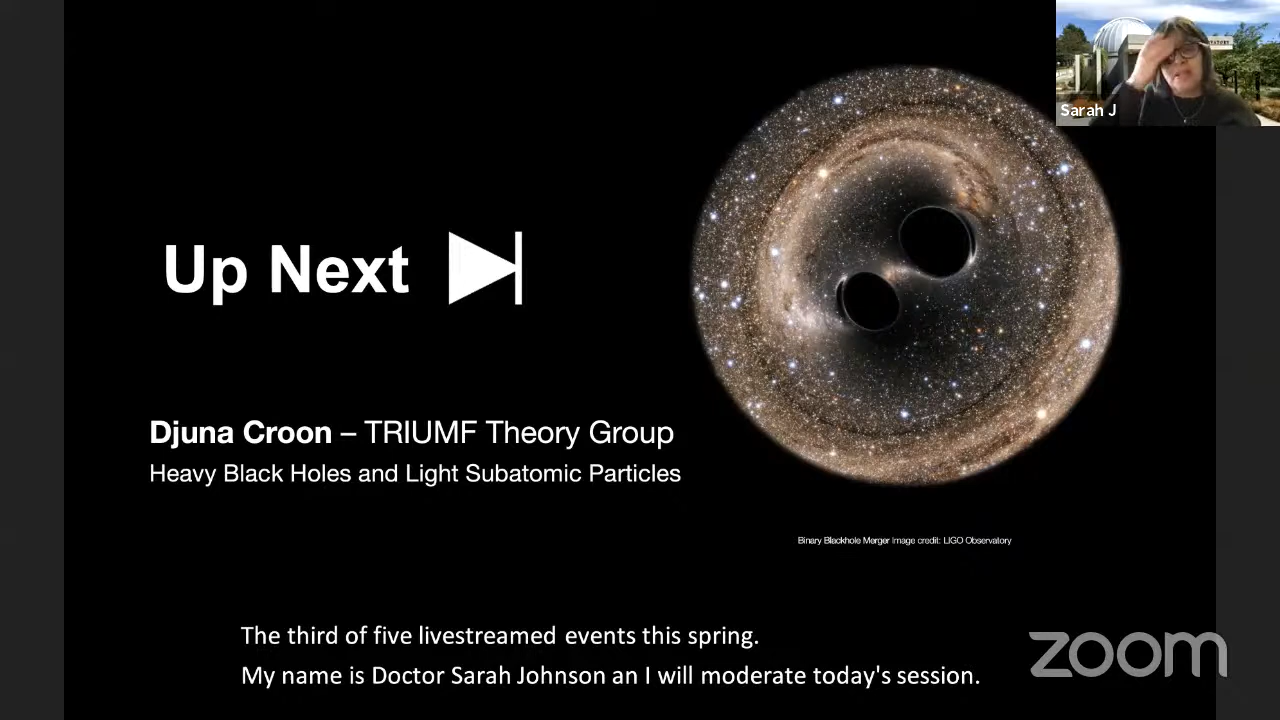 Sarah J
Up Next
Djuna Croon – TRIUMF Theory Group
Heavy Black Holes and Light Subatomic Particles
Binary Blackhole Merger Image credit: LIGO Observatory
The third of five livestreamed events this spring.
My name is Doctor Sarah Johnson an I will moderate today's session.
zoom